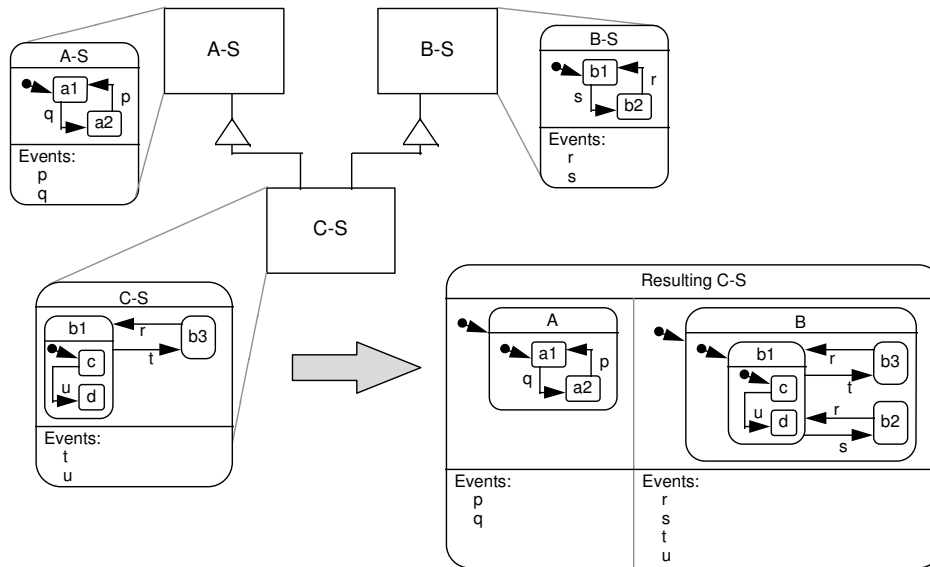 A-S
B-S
A-S
a1
p
q
a2
Events:
p
q
B-S
b1
r
s
b2
Events:
r
s
C-S
C-S
b1
r
b3
c
t
u
d
Events:
t
u
Resulting C-S
A
a1
q
p
a2
B
b1
r
b3
c
t
u
d
r
b2
s
Events:
p
q
Events:
r
s
t
u